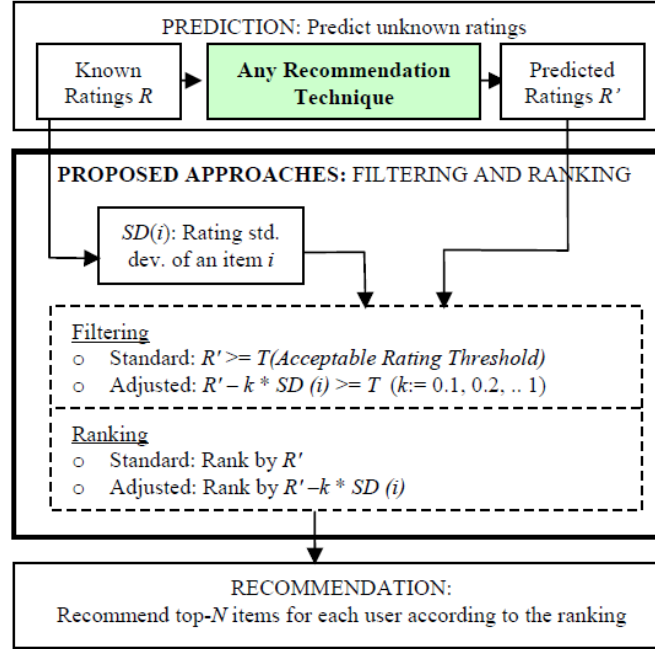 PREDICTION: Predict unknown ratings
Known
Ratings R
Any Recommendation
Technique
Predicted
Ratings R’
PROPOSED APPROACHES: FILTERING AND RANKING
SD(i): Rating std.
dev. of an item i
Filtering
o Standard: R' >= T(Acceptable Rating Threshold)
o Adjusted: R' – k * SD (i) >= T (k:= 0.1, 0.2, .. 1)
Ranking
o Standard: Rank by R'
o Adjusted: Rank by R' –k * SD (i)
RECOMMENDATION:
Recommend top-N items for each user according to the ranking